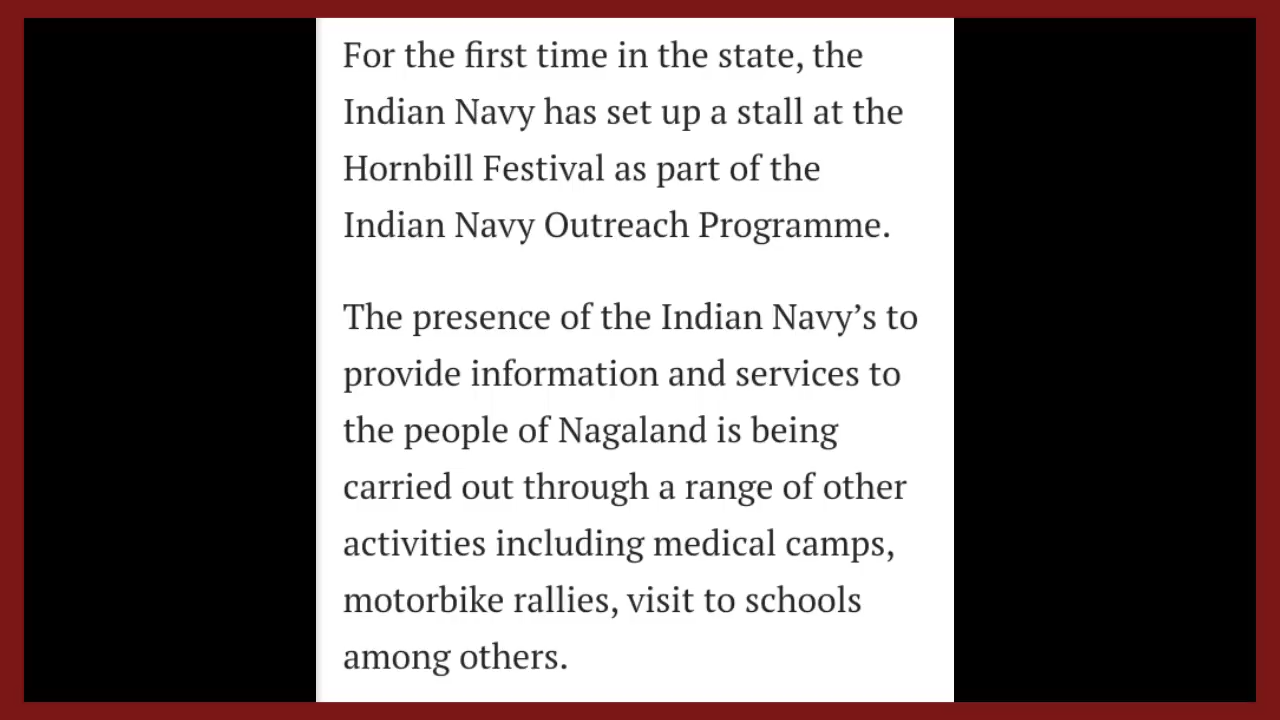 For the first time in the state, the
Indian Navy has set up a stall at the
Hornbill Festival as part of the
Indian Navy Outreach Programme.
The presence of the Indian Navy’s to
provide information and services to
the people of Nagaland is being
carried out through a range of other
activities including medical camps,
motorbike rallies, visit to schools
among others.